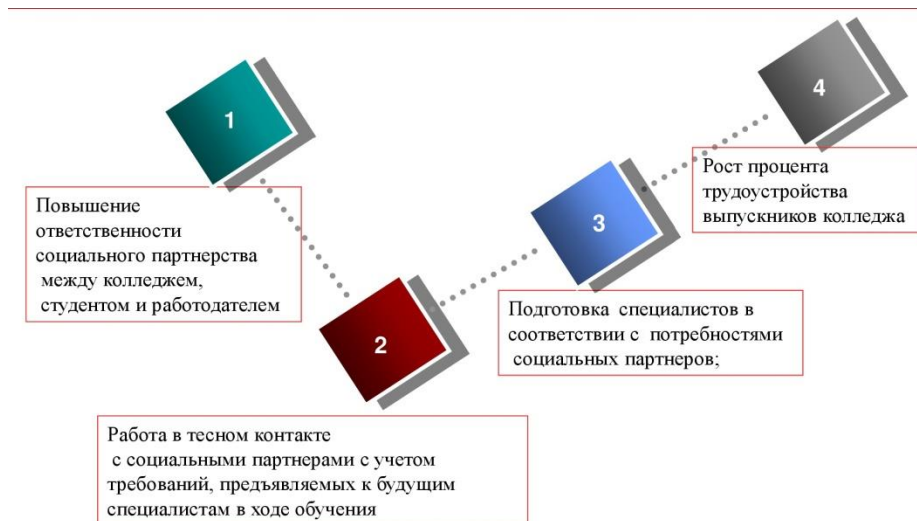 1
Повышение
ответственности
социального партнерства
между колледжем,
студентом и работодателем
2
Работа в тесном контакте
с социальными партнерами с учетом
требований, предъявляемых к будущим
специалистам в ходе обучения
3
Подготовка специалистов в
соответствии с потребностями
социальных партнеров;
4
Рост процента
трудоустройства
выпускников колледжа